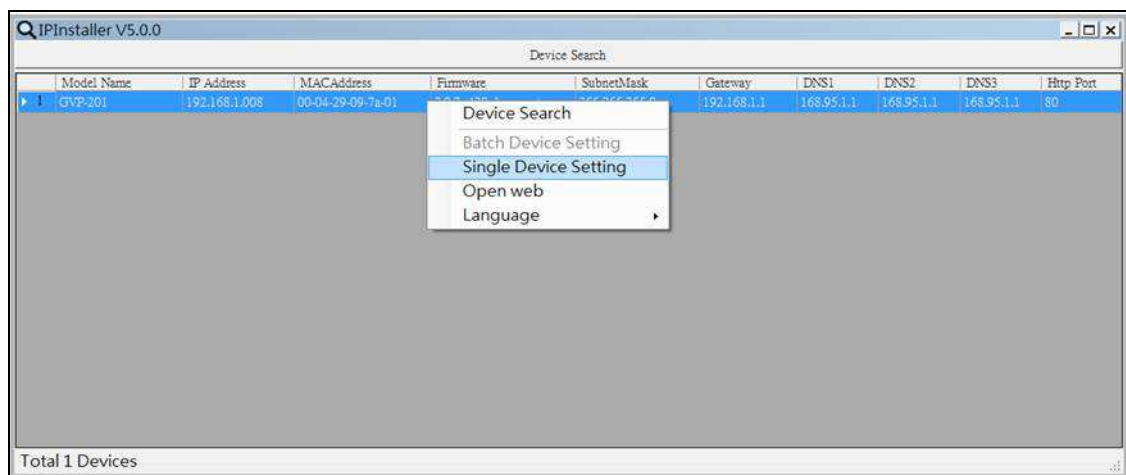 IPInstaller V5.0.0
Device Search
Model Name IP Address MACAddress Firmware SubnetMask Gateway DNS1 DNS2 DNS3 Http Port
1 GVP-201 192.168.1.008 00-04-29-09-7a-01 192.168.1.1 168.95.1.1 168.95.1.1 168.95.1.1 80
Device Search
Batch Device Setting
Single Device Setting
Open web
Language
Total 1 Devices